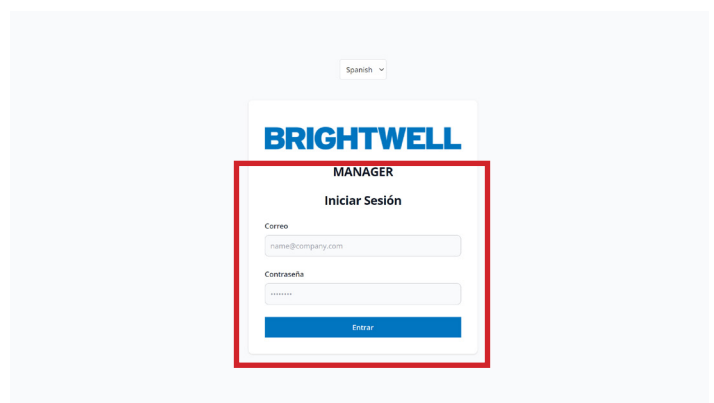 Spanish
BRIGHTWELL
MANAGER
Iniciar Sesión
Correo
name@company.com
Contraseña
••••••••
Entrar